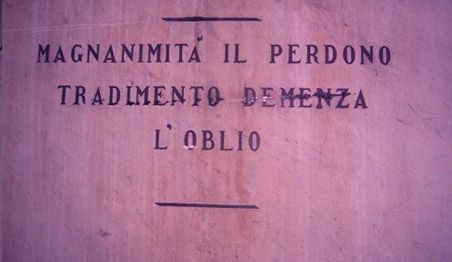 MAGNANIMITÀ IL PERDONO
TRADIMENTO DEMENZA
L'OBLIO